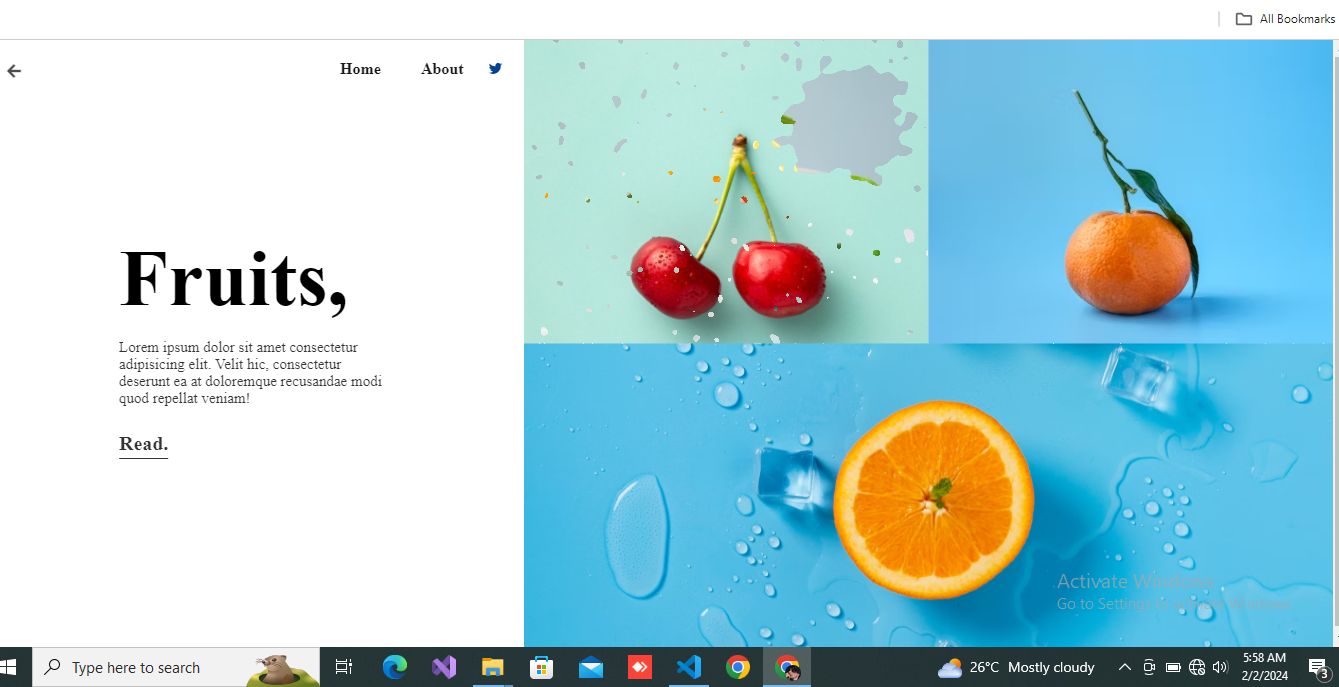 All Bookmarks
Home About
Fruits,
Lorem ipsum dolor sit amet consectetur
adipisicing elit. Velit hic, consectetur
deserunt ea at doloremque recusandae modi
quod repellat veniam!
Read.
Activate Windows
Go to Settings to activate Windows.
Type here to search
26°C Mostly cloudy
5:58 AM
2/2/2024
3